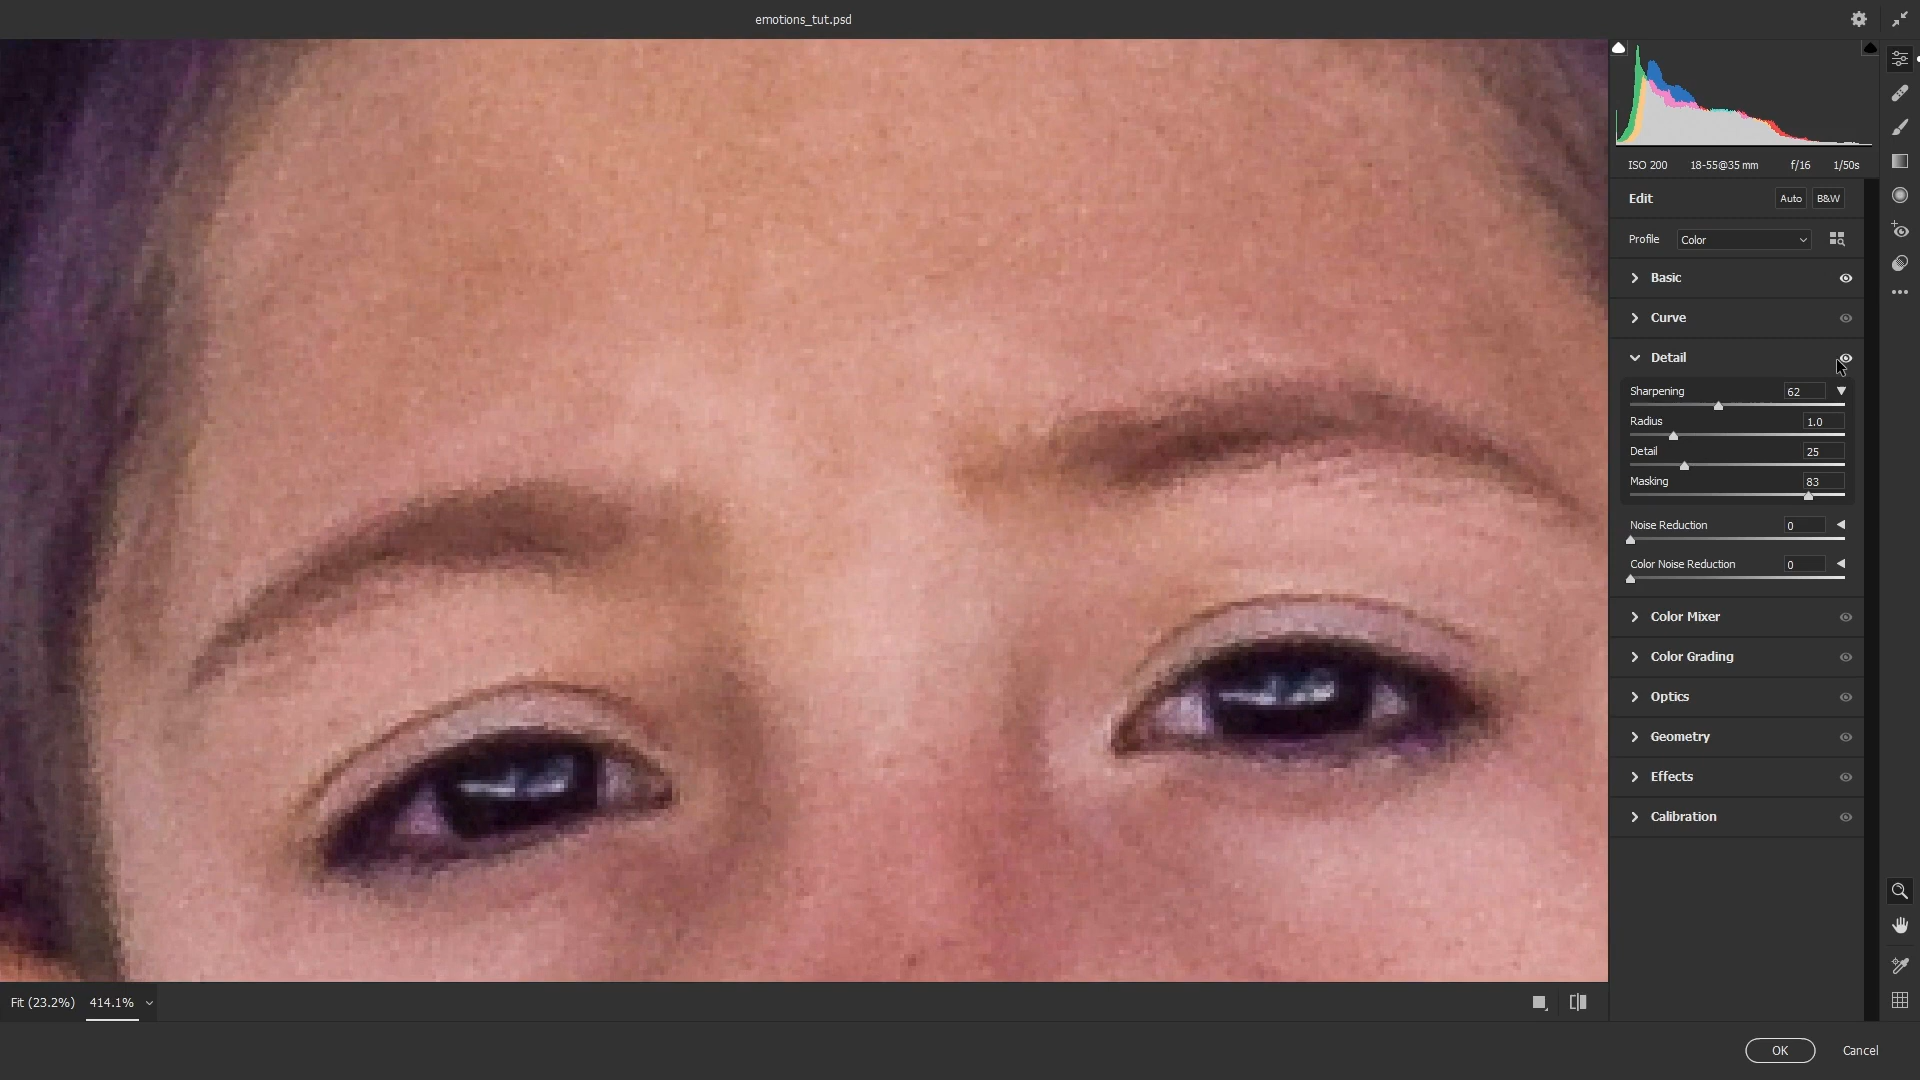 emotions_tut.psd
ISO 200 18-55@35 mm f/16 1/50s
Edit Auto B&W
Profile Color
Basic
Curve
Detail
Sharpening 62
Radius 1.0
Detail 25
Masking 83
Noise Reduction 0
Color Noise Reduction 0
Color Mixer
Color Grading
Optics
Geometry
Effects
Calibration
Fit (23.2%) 414.1%
OK Cancel